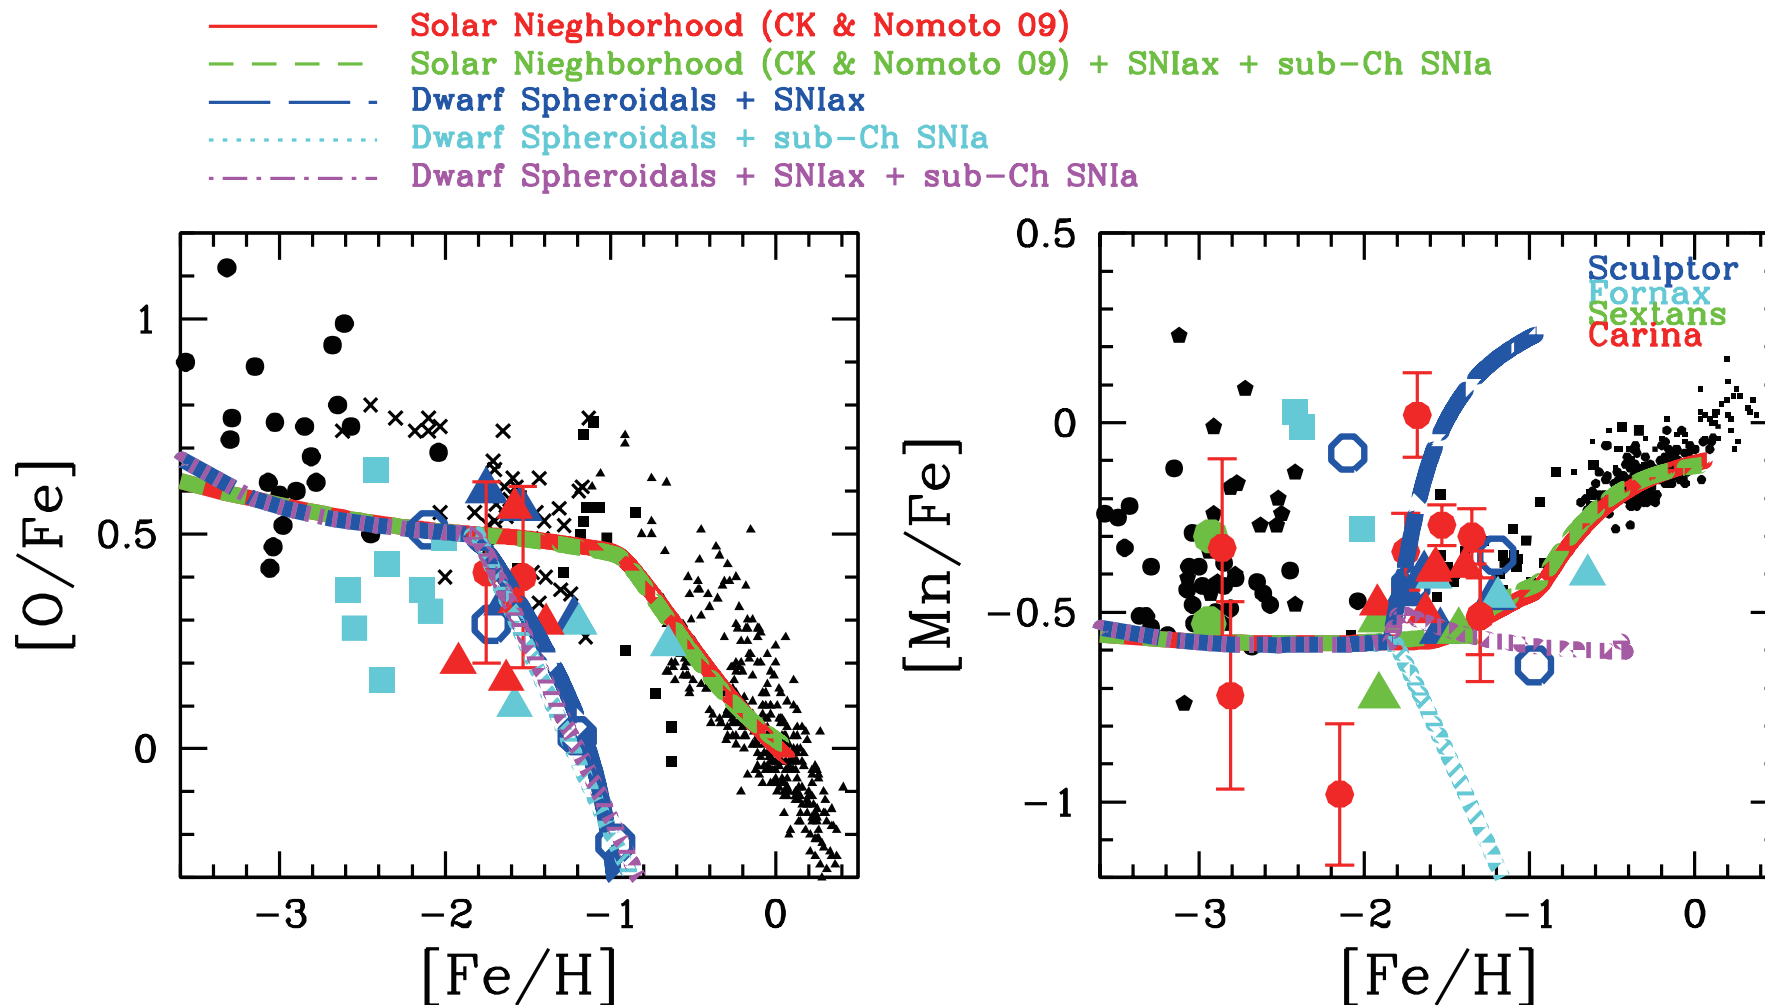 Solar Nieghborhood (CK & Nomoto 09)
Solar Nieghborhood (CK & Nomoto 09) + SNIax + sub-Ch SNIa
Dwarf Spheroidals + SNIax
Dwarf Spheroidals + sub-Ch SNIa
Dwarf Spheroidals + SNIax + sub-Ch SNIa
[O/Fe]
1
0.5
0
-3 -2 -1 0
[Fe/H]
[Mn/Fe]
0.5
0
-0.5
-1
Sculptor
Fornax
Sextans
Carina
-3 -2 -1 0
[Fe/H]